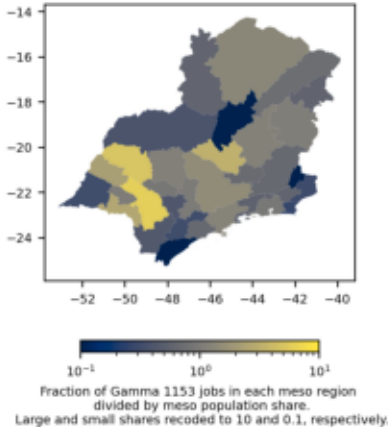 −14
−16
−18
−20
−22
−24
−52 −50 −48 −46 −44 −42 −40
10⁻¹ 10⁰ 10¹
Fraction of Gamma 1153 jobs in each meso region
divided by meso population share.
Large and small shares recoded to 10 and 0.1, respectively.